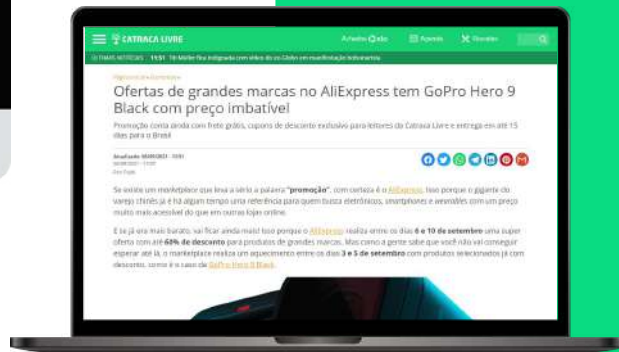 CATRACA LIVRE
Agenda
ÚLTIMAS NOTÍCIAS 11:51
Ofertas de grandes marcas no AliExpress tem GoPro Hero 9
Black com preço imbatível
Promoção conta ainda com frete grátis, cupons de desconto exclusivo para leitores do Catraca Livre e entrega em até 15
dias para o Brasil
Se existe um marketplace que leva a sério a palavra "promoção", com certeza é o AliExpress. Isso porque o gigante do
varejo chinês já é há algum tempo uma referência para quem busca eletrônicos, smartphones e wearables com um preço
muito mais acessível do que em outras lojas online.
E se já era mais barato, vai ficar ainda mais! Isso porque o AliExpress realiza entre os dias 6 e 10 de setembro uma super
oferta com até 60% de desconto para produtos de grandes marcas. Mas como a gente sabe que você não vai conseguir
esperar até lá, o marketplace realiza um aquecimento entre os dias 3 e 5 de setembro com produtos selecionados já com
desconto, como é o caso da GoPro Hero 9 Black.